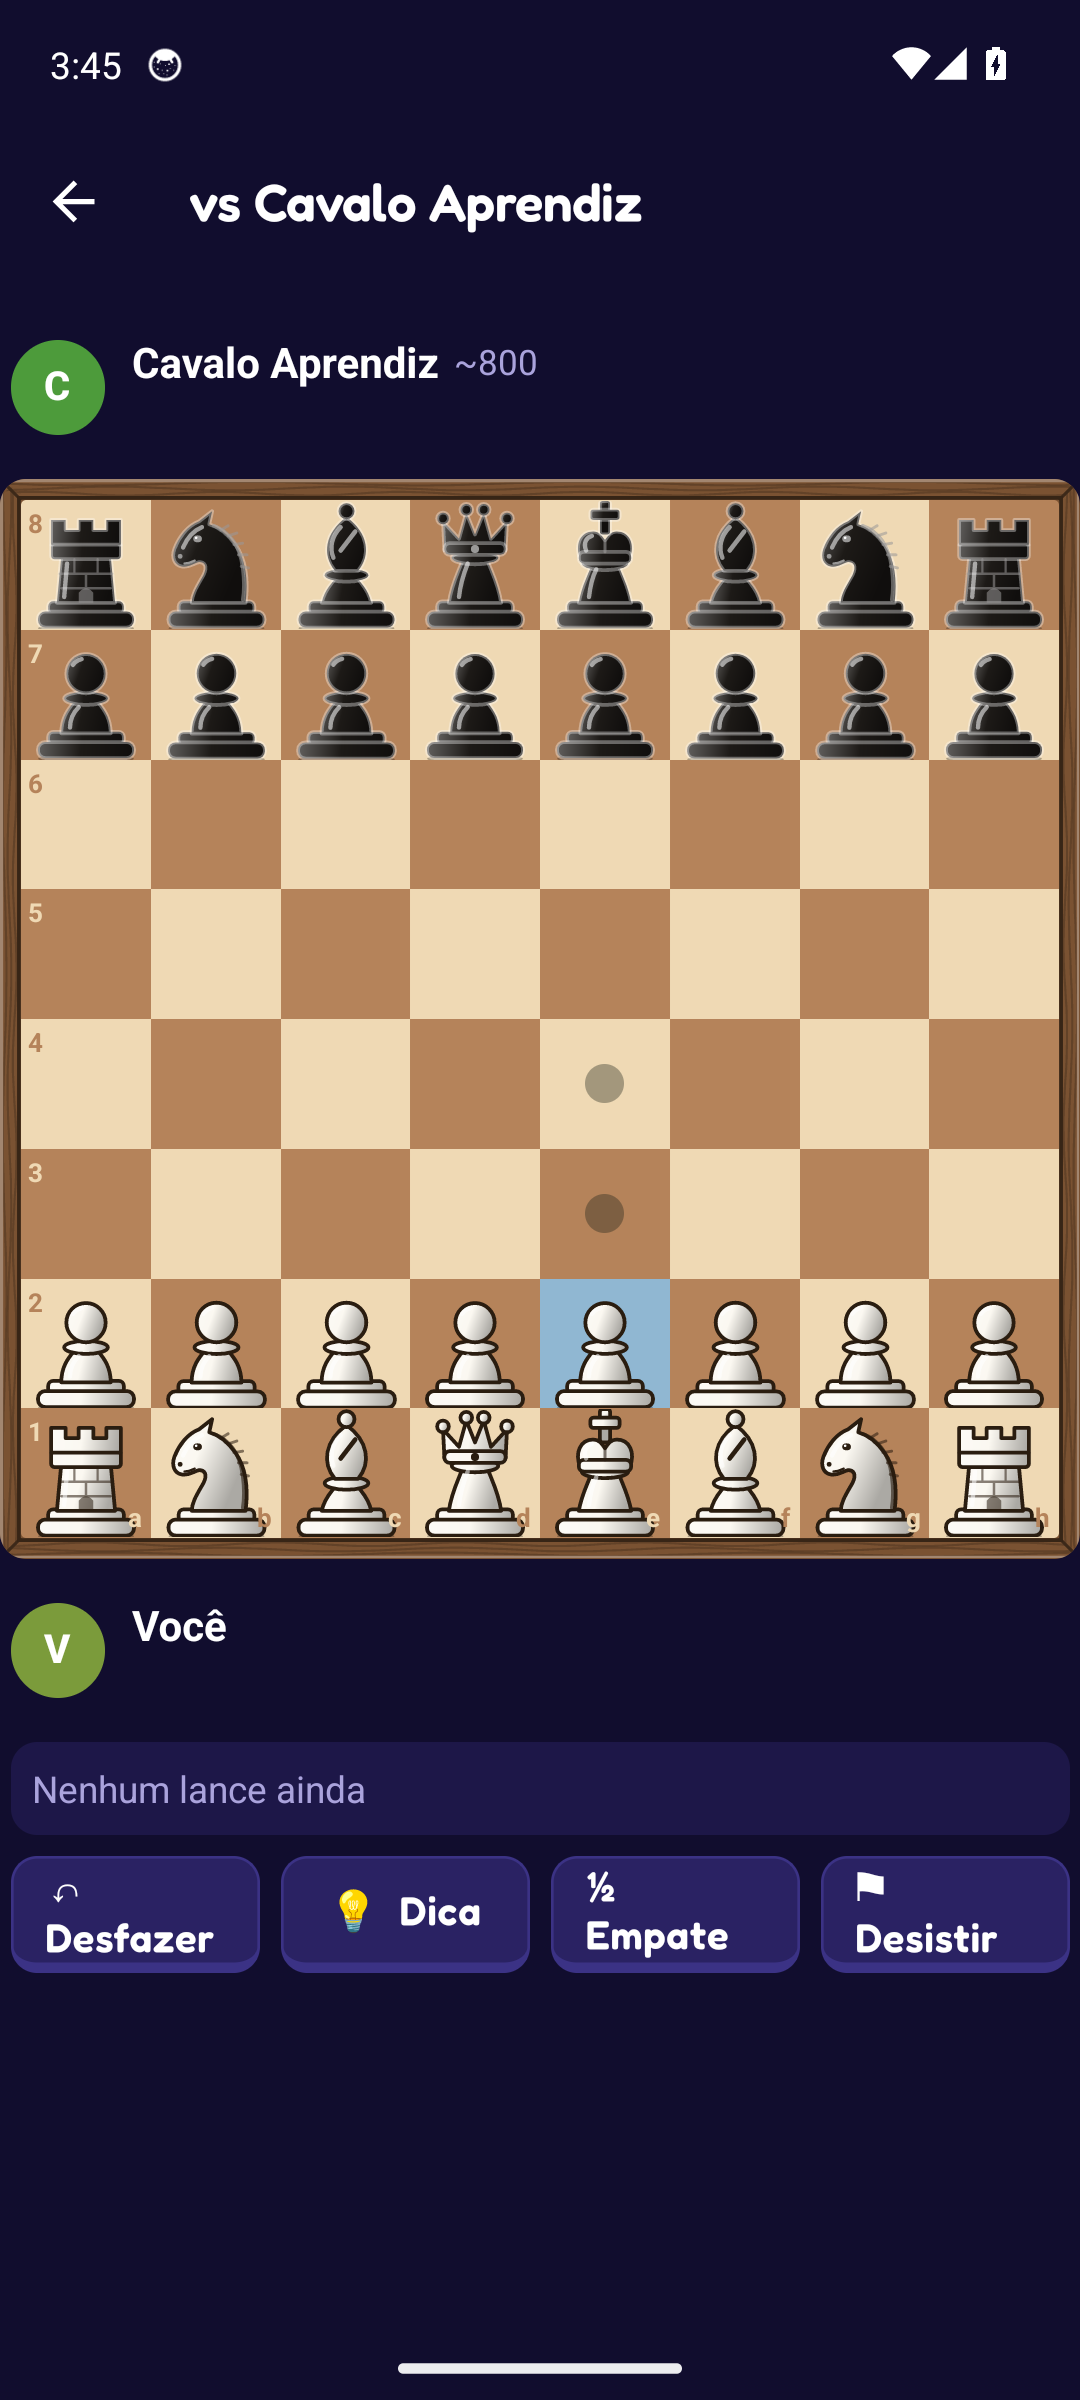 3:45
vs Cavalo Aprendiz
C
Cavalo Aprendiz ~800
8
7
6
5
4
3
2
1
a b c d e f g h
V
Você
Nenhum lance ainda
Desfazer
Dica
½
Empate
Desistir